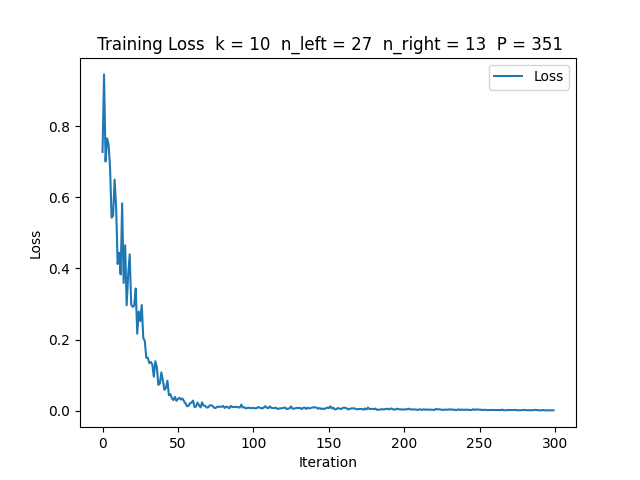 Training Loss  k = 10  n_left = 27  n_right = 13  P = 351
Loss
Loss
0.8
0.6
0.4
0.2
0.0
0 50 100 150 200 250 300
Iteration